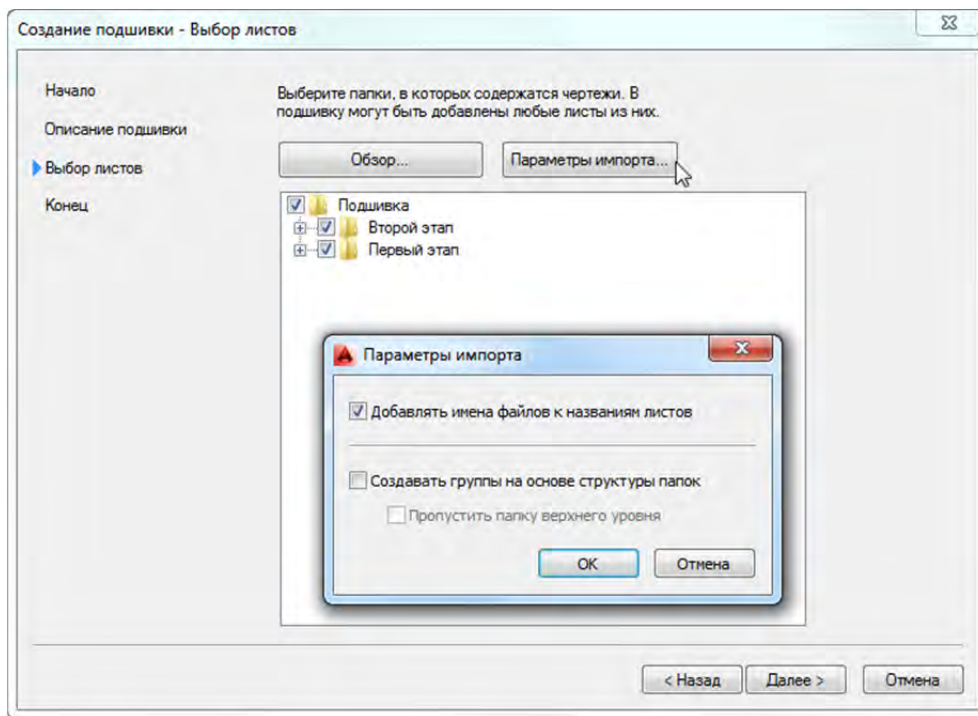 Создание подшивки - Выбор листов
Начало
Описание подшивки
Выбор листов
Конец
Выберите папки, в которых содержатся чертежи. В
подшивку могут быть добавлены любые листы из них.
Обзор...
Параметры импорта...
Подшивка
Второй этап
Первый этап
Параметры импорта
Добавлять имена файлов к названиям листов
Создавать группы на основе структуры папок
Пропустить папку верхнего уровня
ОК
Отмена
< Назад
Далее >
Отмена